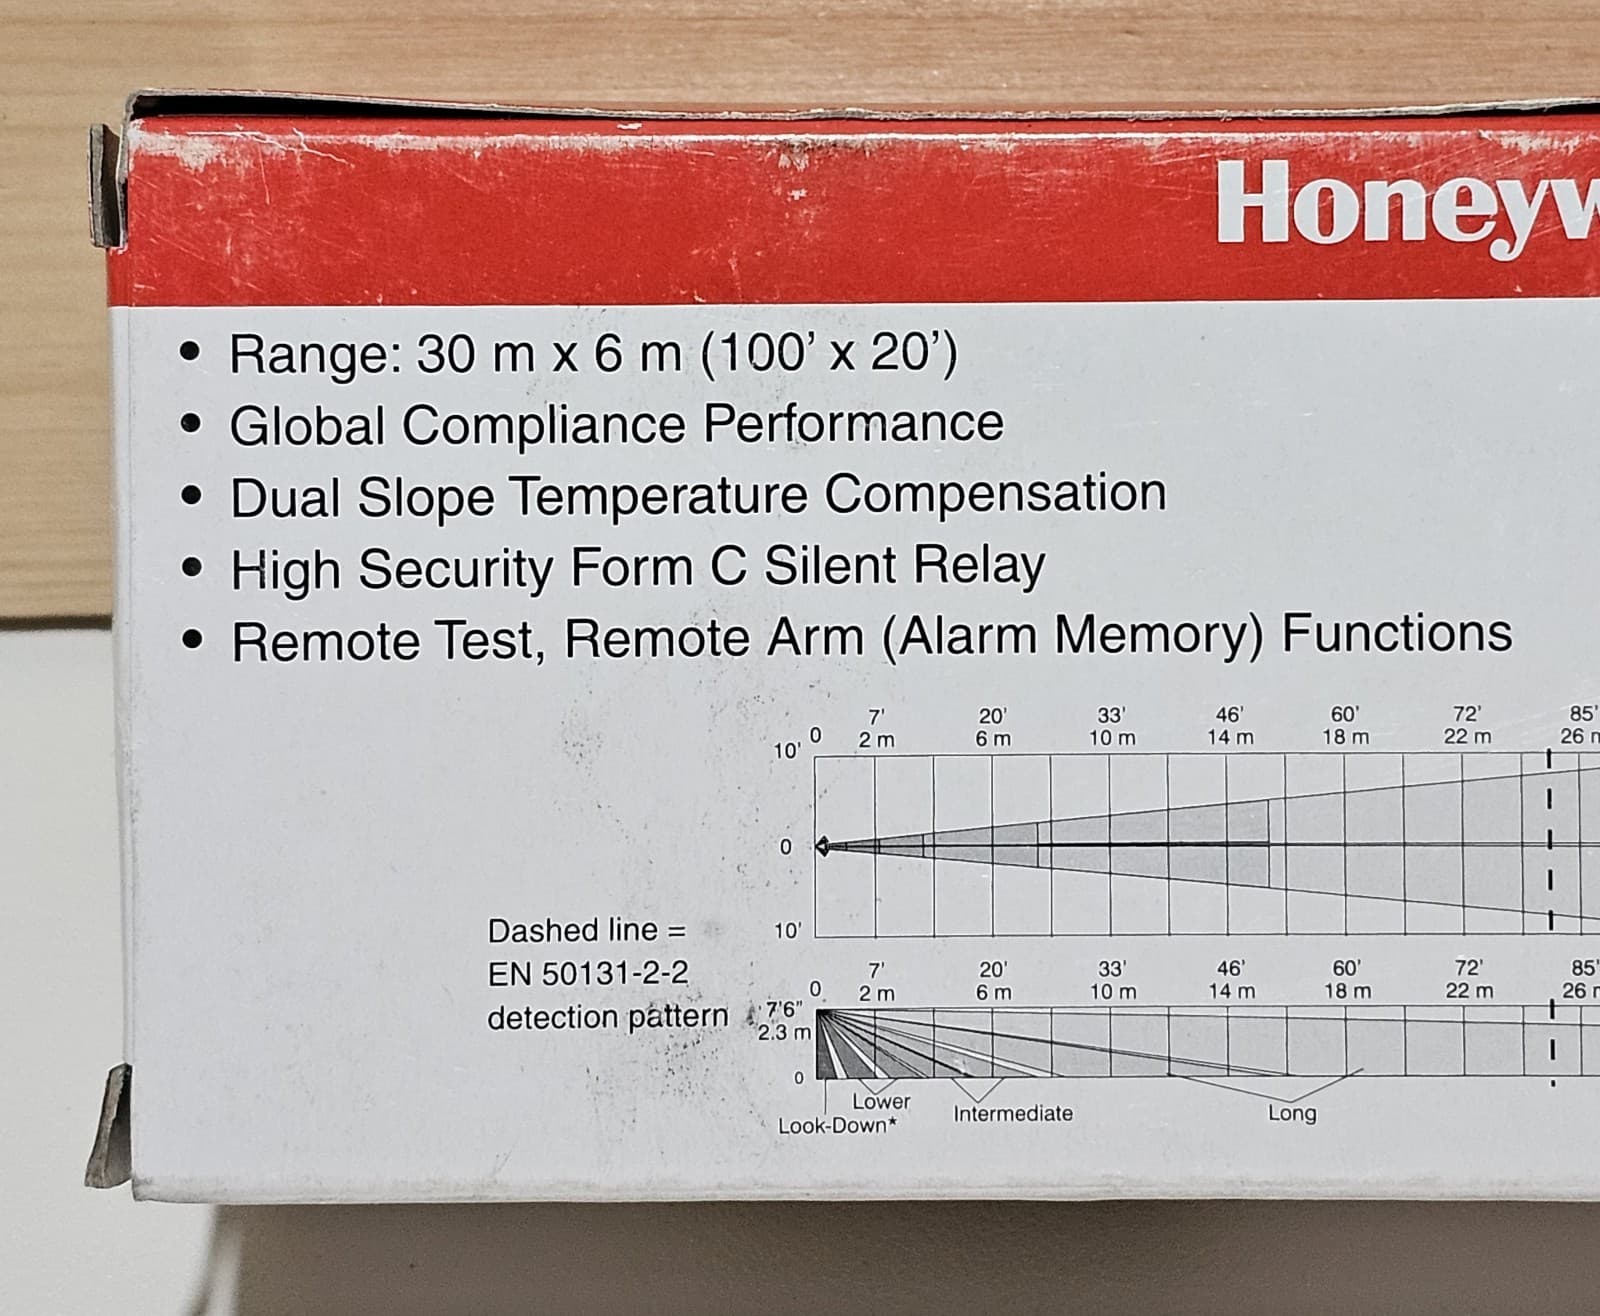 Honeyw
• Range: 30 m x 6 m (100’ x 20’)
• Global Compliance Performance
• Dual Slope Temperature Compensation
• High Security Form C Silent Relay
• Remote Test, Remote Arm (Alarm Memory) Functions
7' 20' 33' 46' 60' 72' 85'
10' 0 2 m 6 m 10 m 14 m 18 m 22 m 26 m
0
10'
Dashed line =
EN 50131-2-2
detection pattern
7' 20' 33' 46' 60' 72' 85'
0 2 m 6 m 10 m 14 m 18 m 22 m 26 m
7'6"
2.3 m
0
Lower
Look-Down*
Intermediate
Long